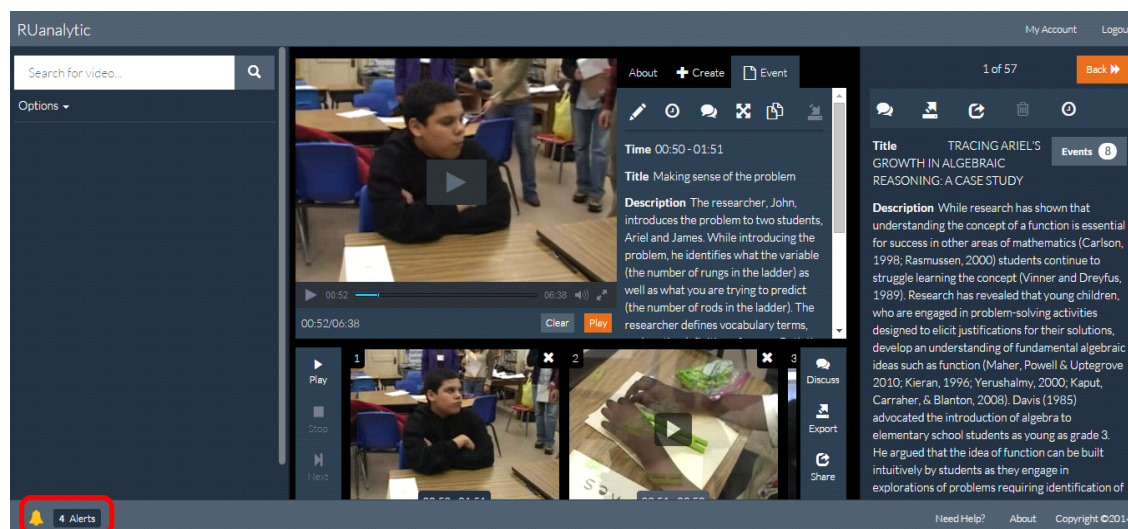 RUanalytic
My Account
Search for video...
Options
About
Create
Event
Time 00:50 - 01:51
Title Making sense of the problem
Description The researcher, John,
introduces the problem to two students,
Ariel and James. While introducing the
problem, he identifies what the variable
(the number of rungs in the ladder) as
well as what you are trying to predict
(the number of rods in the ladder). The
researcher defines vocabulary terms,
00:52
06:38
00:52/06:38
Clear
Play
Play
Stop
Next
1
2
3
Discuss
Export
Share
1 of 57
Back
Title TRACING ARIEL'S
GROWTH IN ALGEBRAIC
REASONING: A CASE STUDY
Events 8
Description While research has shown that
understanding the concept of a function is essential
for success in other areas of mathematics (Carlson,
1998; Rasmussen, 2000) students continue to
struggle learning the concept (Vinner and Dreyfus,
1989). Research has revealed that young children,
who are engaged in problem-solving activities
designed to elicit justifications for their solutions,
develop an understanding of fundamental algebraic
ideas such as function (Maher, Powell & Uptegrove
2010; Kieran, 1996; Yerushalmy, 2000; Kaput,
Carraher, & Blanton, 2008). Davis (1985)
advocated the introduction of algebra to
elementary school students as young as grade 3.
He argued that the idea of function can be built
intuitively by students as they engage in
explorations of problems requiring identification of
4 Alerts
Need Help?
About
Copyright